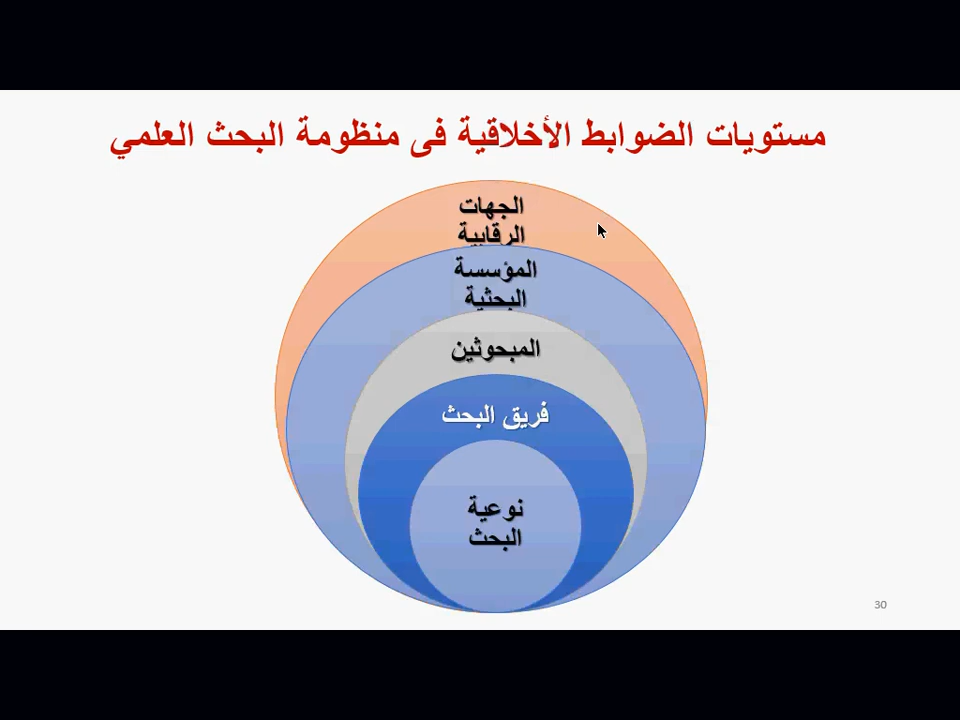 مستويات الضوابط الأخلاقية فى منظومة البحث العلمي
الجهات
الرقابية
المؤسسة
البحثية
المبحوثين
فريق البحث
نوعية
البحث
30